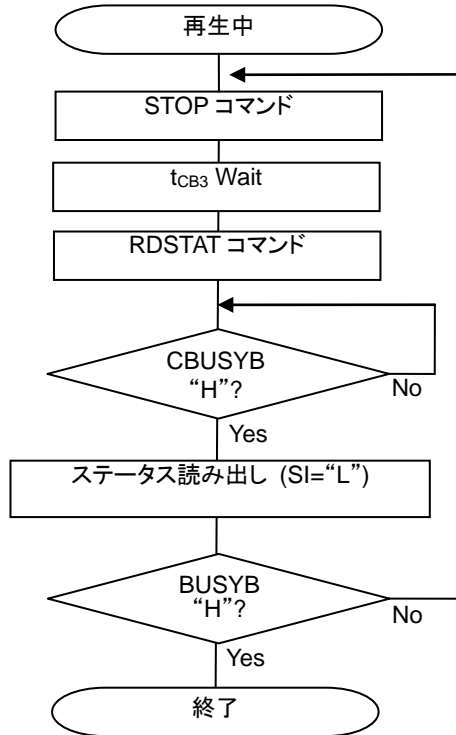 再生中
STOP コマンド
tCB3 Wait
RDSTAT コマンド
CBUSYB
“H”?
No
Yes
ステータス読み出し (SI=“L”)
BUSYB
“H”?
No
Yes
終了